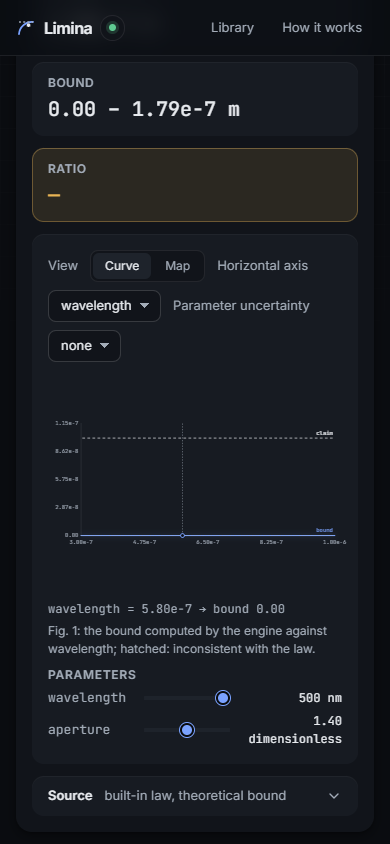 Limina
Library
How it works
BOUND
0.00 – 1.79e-7 m
RATIO
—
View
Curve
Map
Horizontal axis
wavelength
Parameter uncertainty
none
1.15e-7
claim
8.62e-8
5.75e-8
2.87e-8
bound
0.00
3.00e-7
4.75e-7
6.50e-7
8.25e-7
1.00e-6
wavelength = 5.80e-7 → bound 0.00
Fig. 1: the bound computed by the engine against
wavelength; hatched: inconsistent with the law.
PARAMETERS
wavelength
500 nm
aperture
1.40
dimensionless
Source
built-in law, theoretical bound